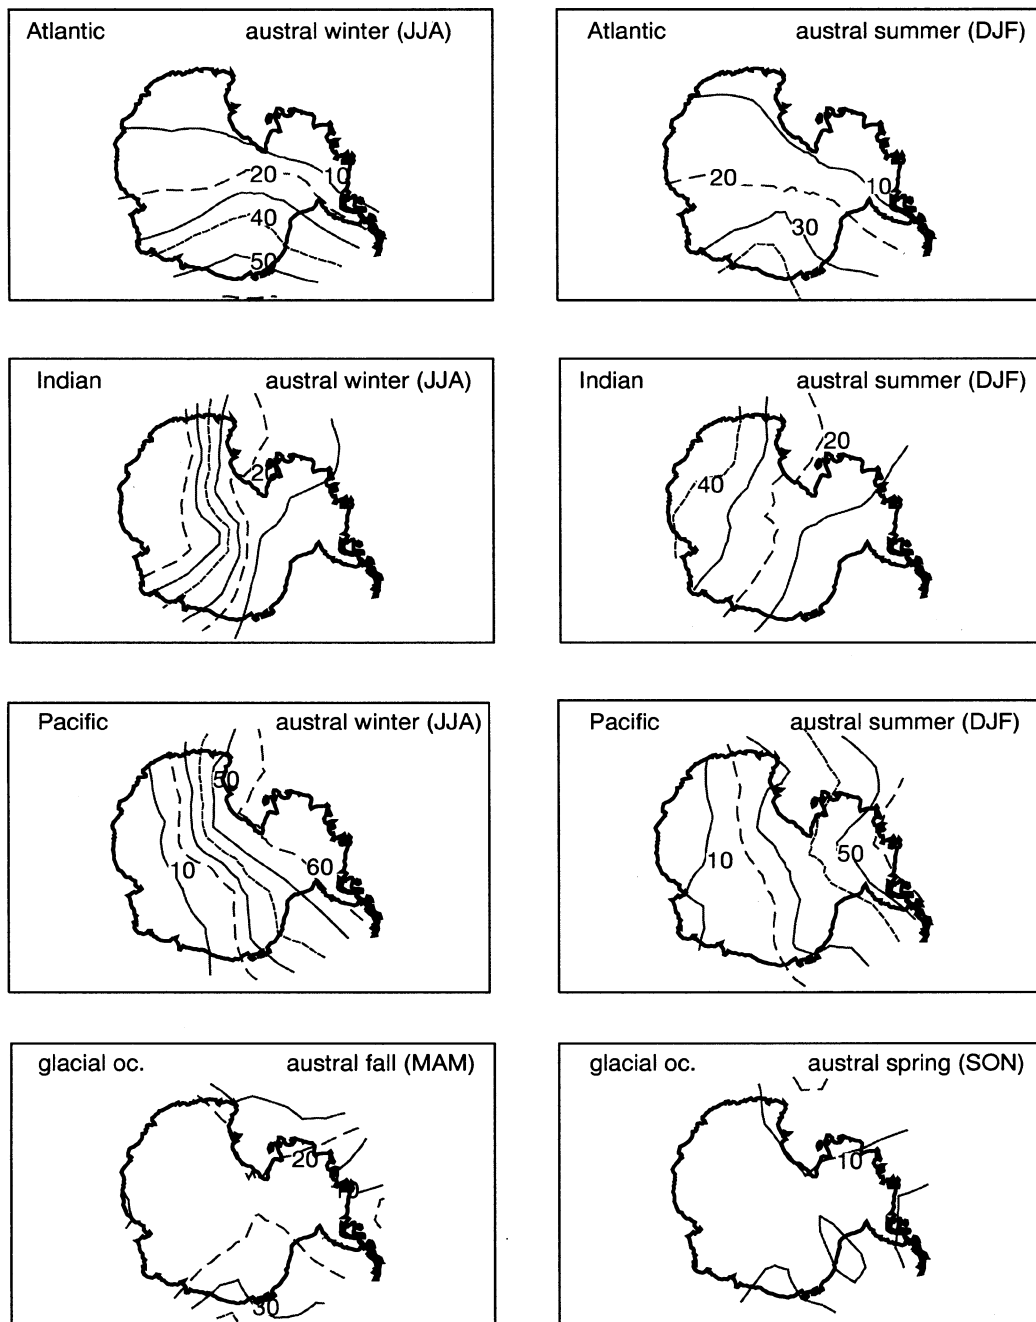 Atlantic austral winter (JJA)
20
10
40
50
Atlantic austral summer (DJF)
20
10
30
Indian austral winter (JJA)
Indian austral summer (DJF)
20
40
Pacific austral winter (JJA)
50
10
60
Pacific austral summer (DJF)
10
50
glacial oc. austral fall (MAM)
20
10
30
glacial oc. austral spring (SON)
10